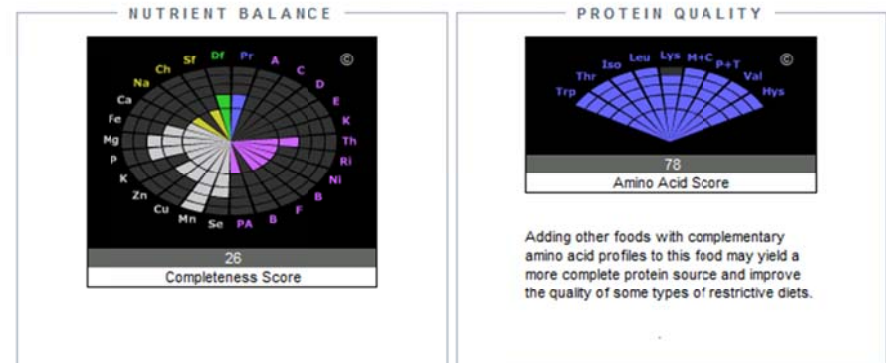 NUTRIENT BALANCE
Sf Df Pr A
Ch C
Na D
Ca E
Fe K
Mg Th
P Ri
K Ni
Zn B
Cu F
Mn Se PA B
©
26
Completeness Score
PROTEIN QUALITY
Trp Thr Iso Leu Lys M+C P+T Val Hys
©
78
Amino Acid Score
Adding other foods with complementary
amino acid profiles to this food may yield a
more complete protein source and improve
the quality of some types of restrictive diets.